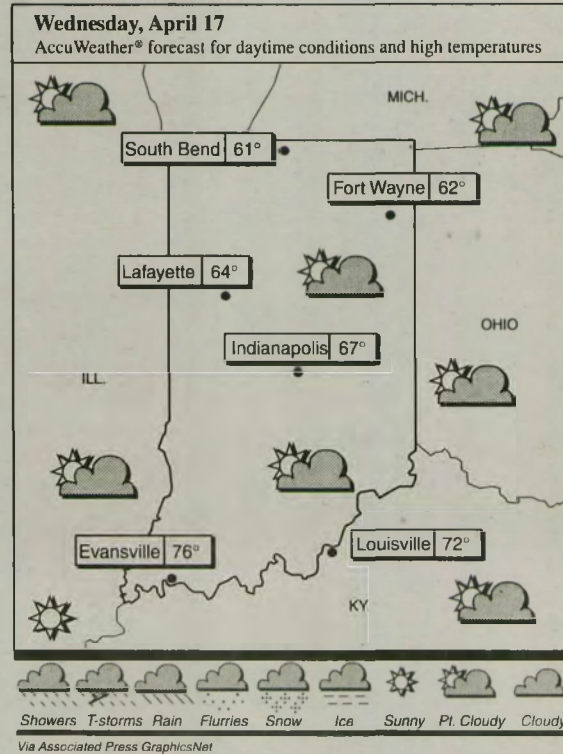 Wednesday, April 17
AccuWeather® forecast for daytime conditions and high temperatures
MICH.
South Bend 61°
Fort Wayne 62°
Lafayette 64°
OHIO
Indianapolis 67°
ILL.
Evansville 76°
Louisville 72°
KY
Showers T-storms Rain Flurries Snow Ice Sunny Pt. Cloudy Cloudy
Via Associated Press GraphicsNet